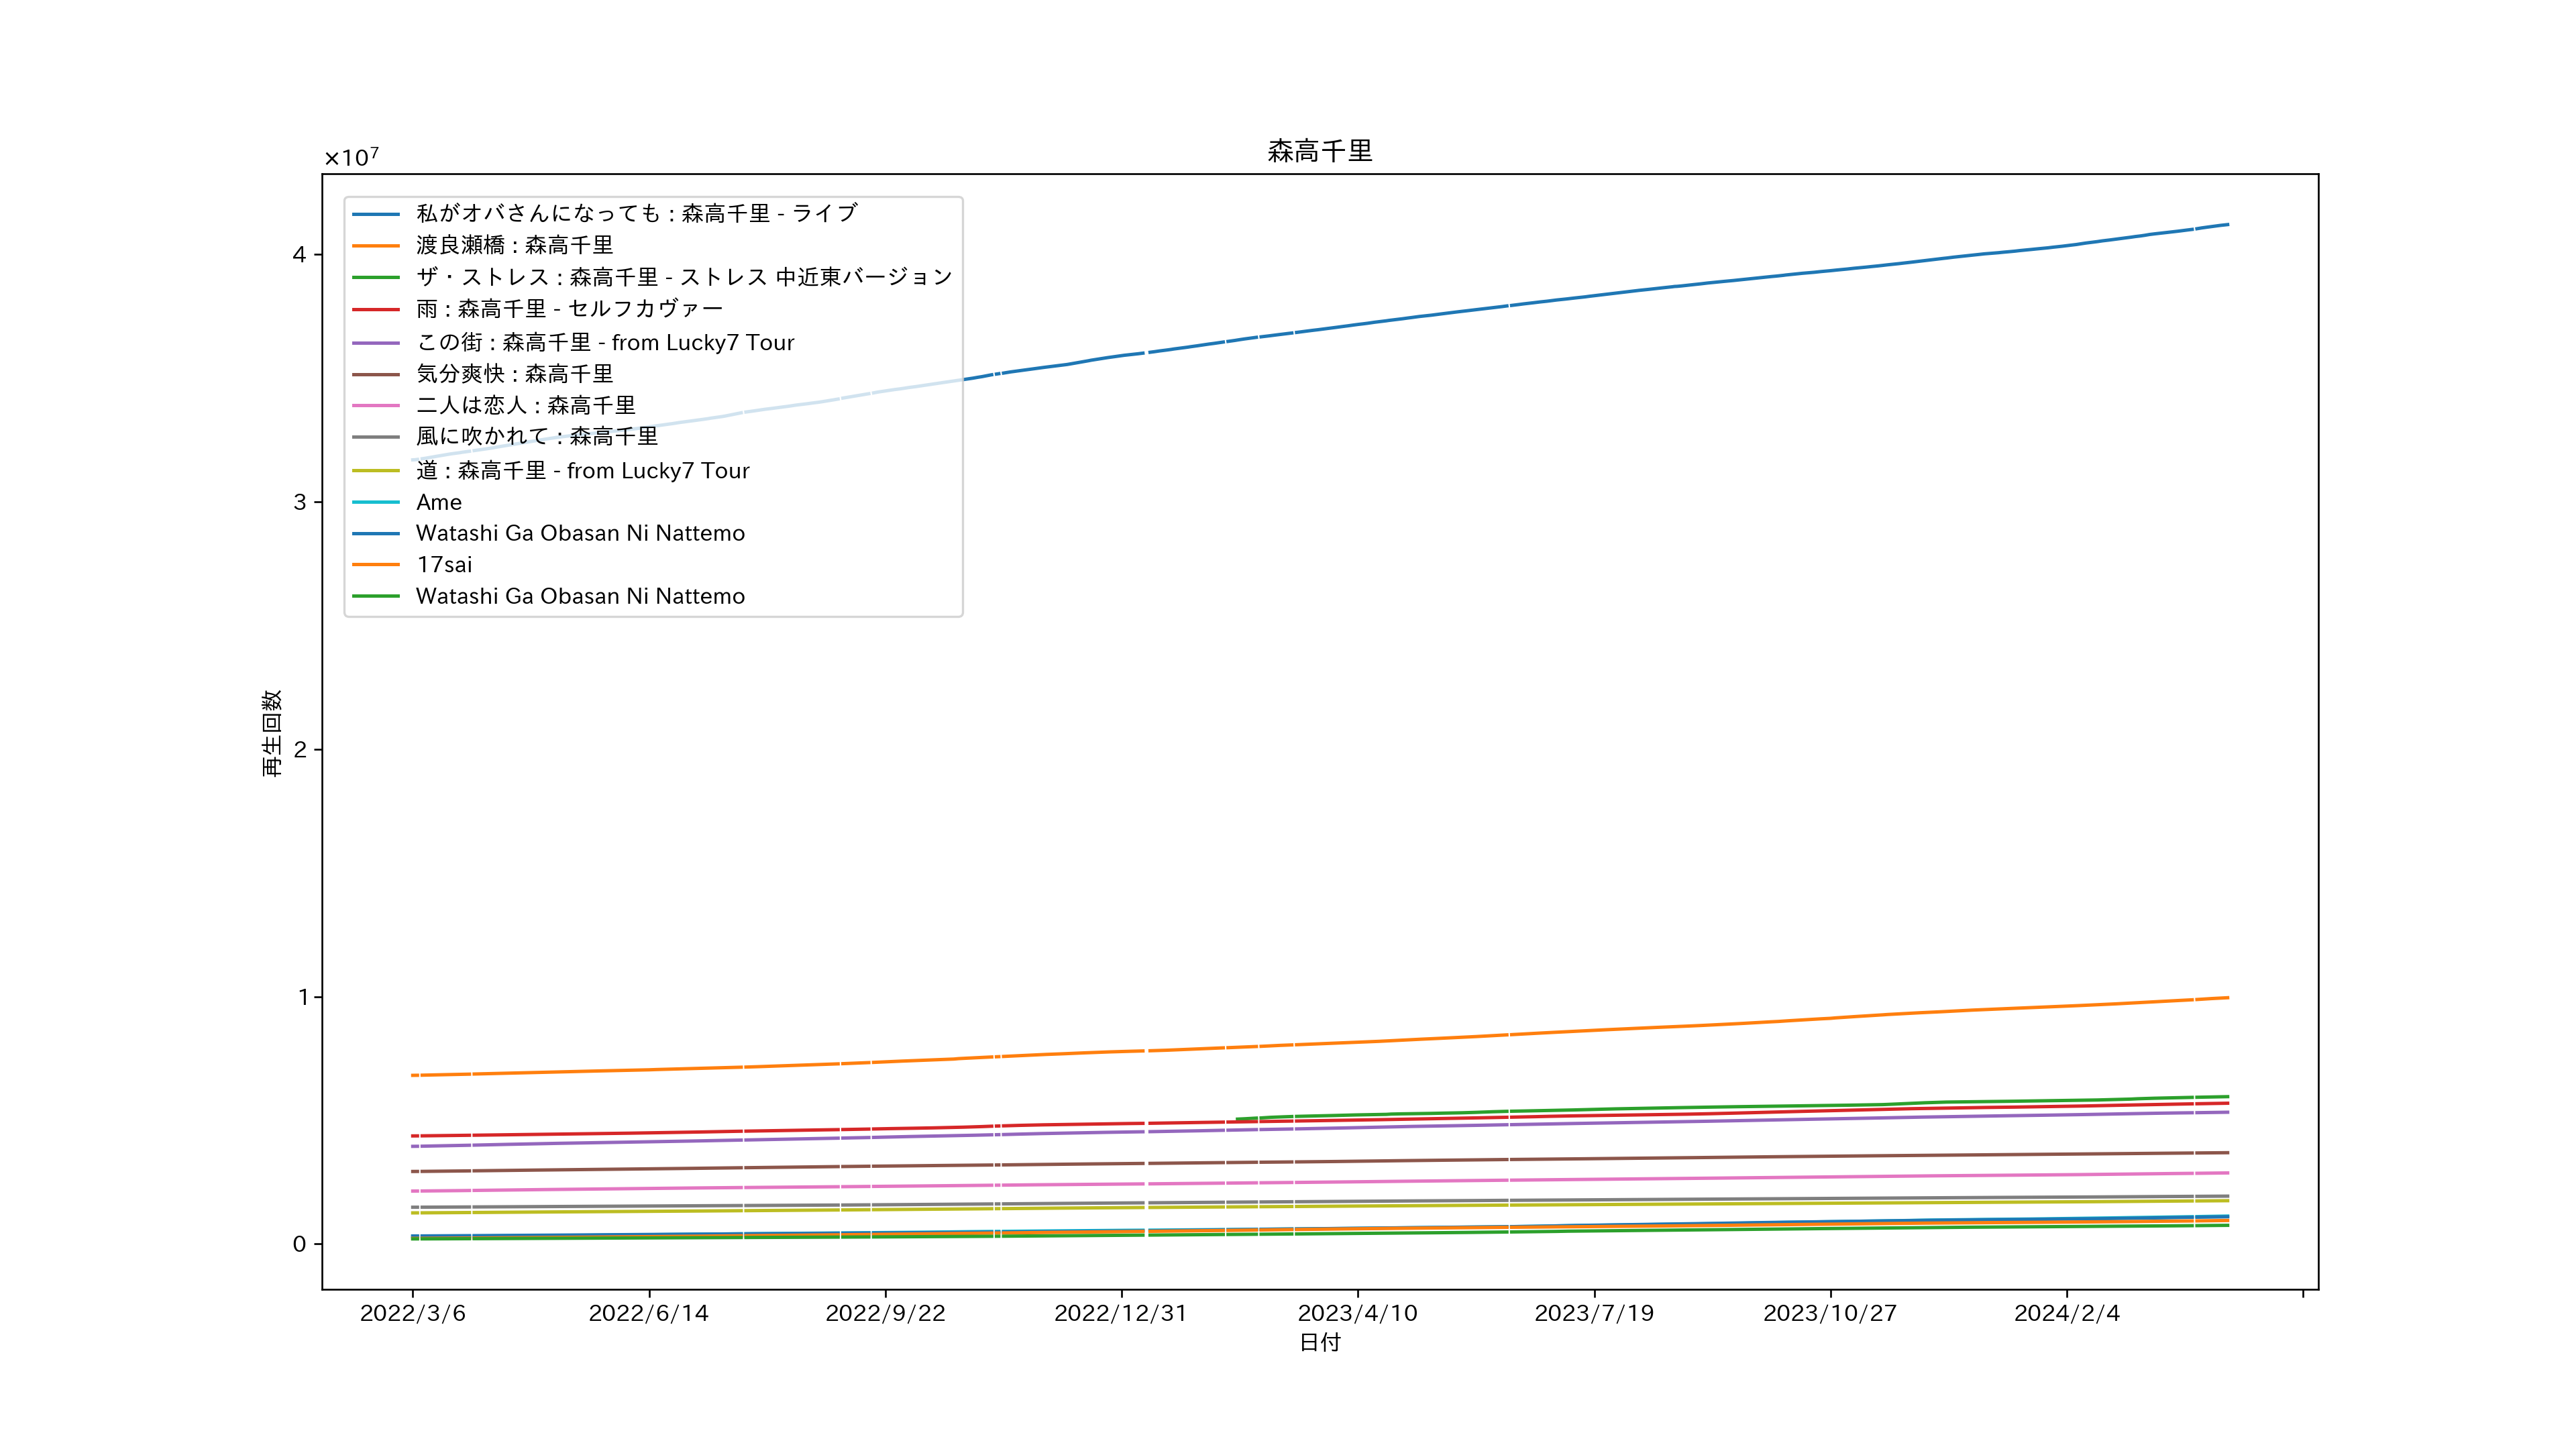 森高千里
×10⁷
私がオバさんになっても : 森高千里 - ライブ
渡良瀬橋 : 森高千里
ザ・ストレス : 森高千里 - ストレス 中近東バージョン
雨 : 森高千里 - セルフカヴァー
この街 : 森高千里 - from Lucky7 Tour
気分爽快 : 森高千里
二人は恋人 : 森高千里
風に吹かれて : 森高千里
道 : 森高千里 - from Lucky7 Tour
Ame
Watashi Ga Obasan Ni Nattemo
17sai
Watashi Ga Obasan Ni Nattemo
4
3
2
1
0
再生回数
2022/3/6 2022/6/14 2022/9/22 2022/12/31 2023/4/10 2023/7/19 2023/10/27 2024/2/4
日付